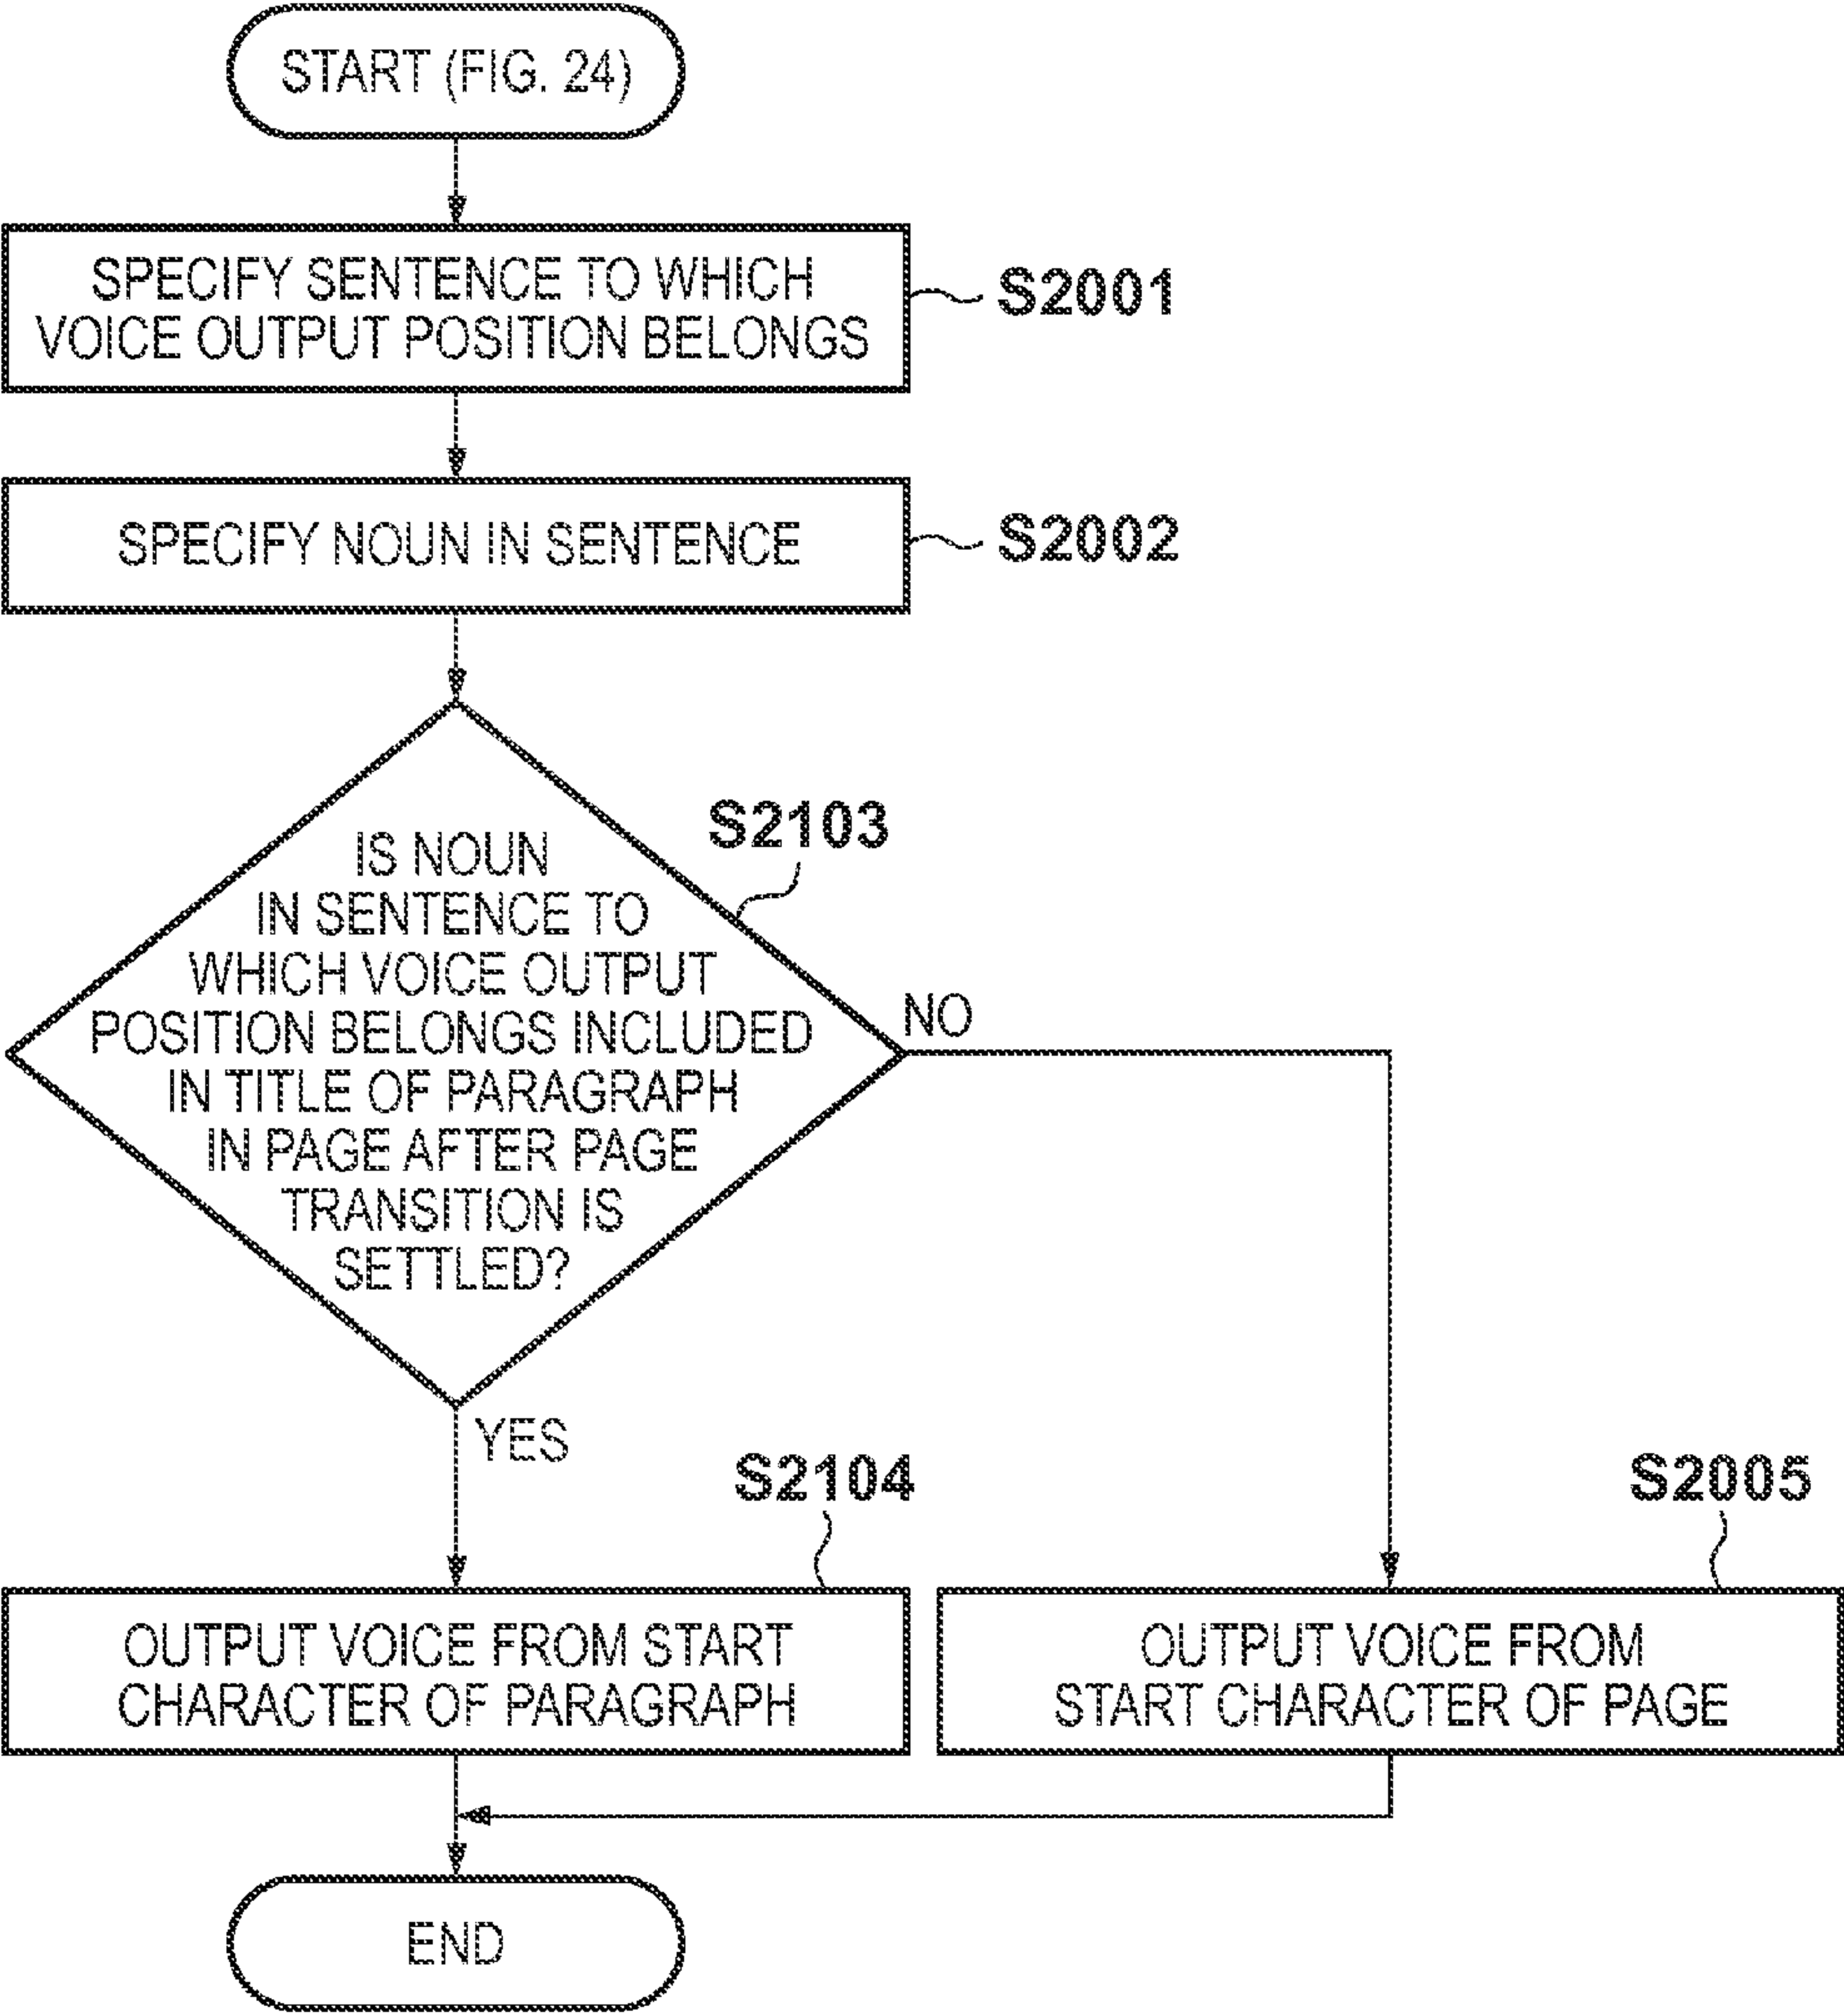 START (FIG. 24)
SPECIFY SENTENCE TO WHICH
VOICE OUTPUT POSITION BELONGS
S2001
SPECIFY NOUN IN SENTENCE
S2002
S2103
IS NOUN
IN SENTENCE TO
WHICH VOICE OUTPUT
POSITION BELONGS INCLUDED
IN TITLE OF PARAGRAPH
IN PAGE AFTER PAGE
TRANSITION IS
SETTLED?
NO
YES
S2104
OUTPUT VOICE FROM START
CHARACTER OF PARAGRAPH
S2005
OUTPUT VOICE FROM
START CHARACTER OF PAGE
END